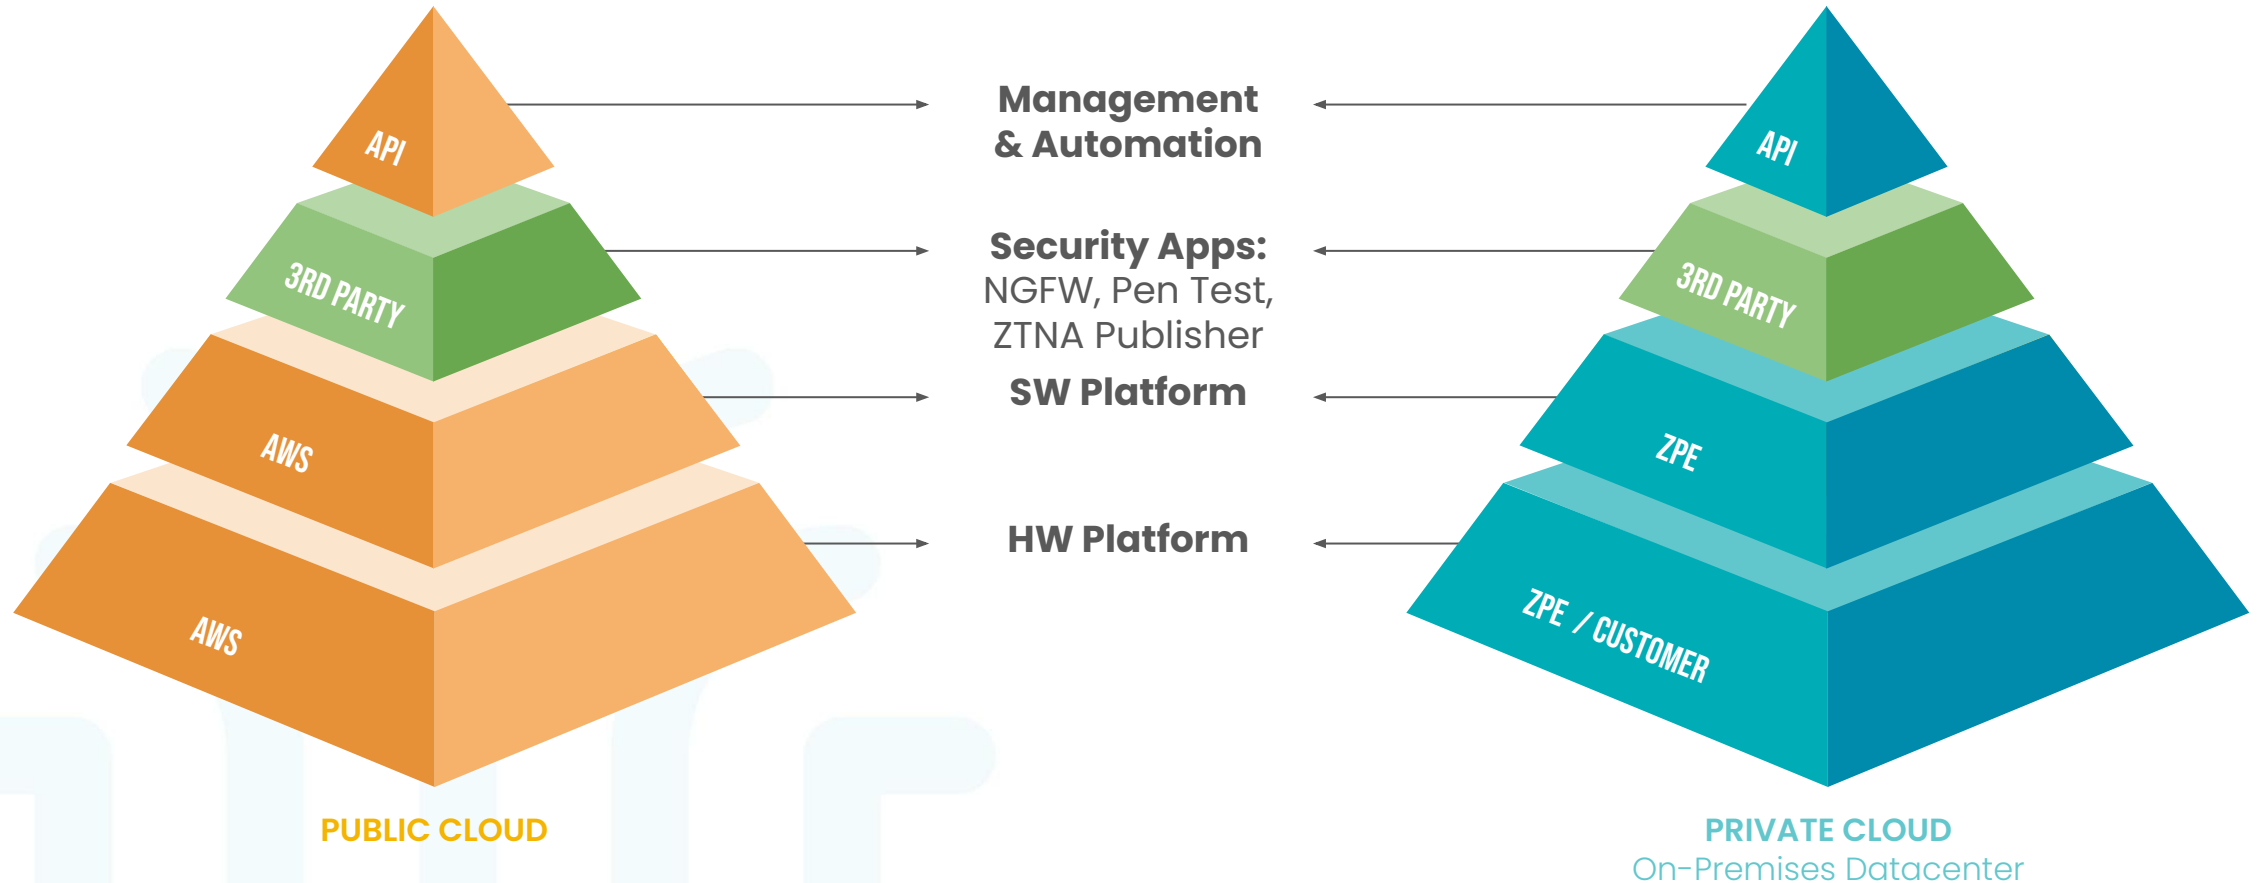 API
3RD PARTY
AWS
AWS
PUBLIC CLOUD
Management
& Automation
Security Apps:
NGFW, Pen Test,
ZTNA Publisher
SW Platform
HW Platform
API
3RD PARTY
ZPE
ZPE / CUSTOMER
PRIVATE CLOUD
On-Premises Datacenter